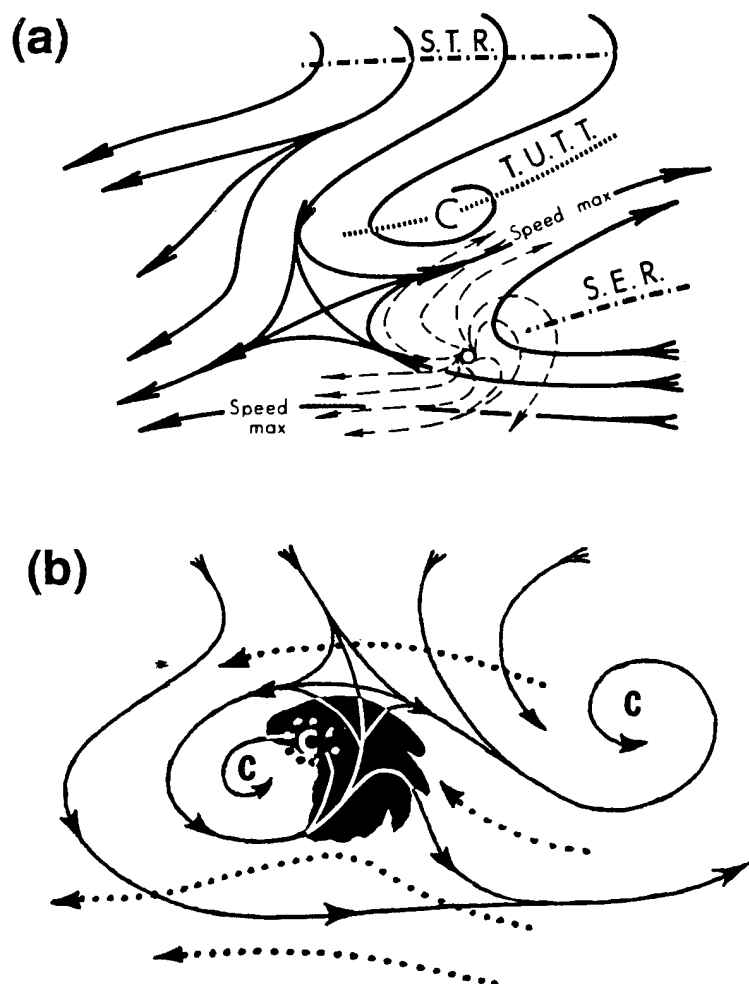 (a)
S.T.R.
T.U.T.T.
C
Speed max
S.E.R.
Speed
max
(b)
C
C
C